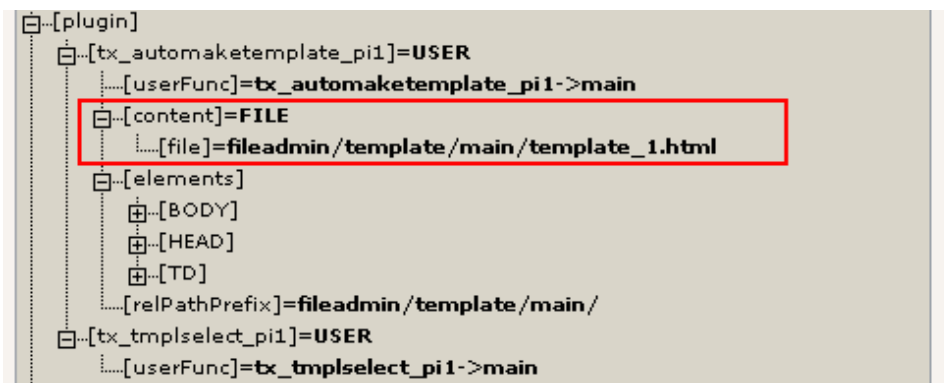 [plugin]
[tx_automaketemplate_pi1]=USER
[userFunc]=tx_automaketemplate_pi1->main
[content]=FILE
[file]=fileadmin/template/main/template_1.html
[elements]
[BODY]
[HEAD]
[TD]
[relPathPrefix]=fileadmin/template/main/
[tx_tmplselect_pi1]=USER
[userFunc]=tx_tmplselect_pi1->main